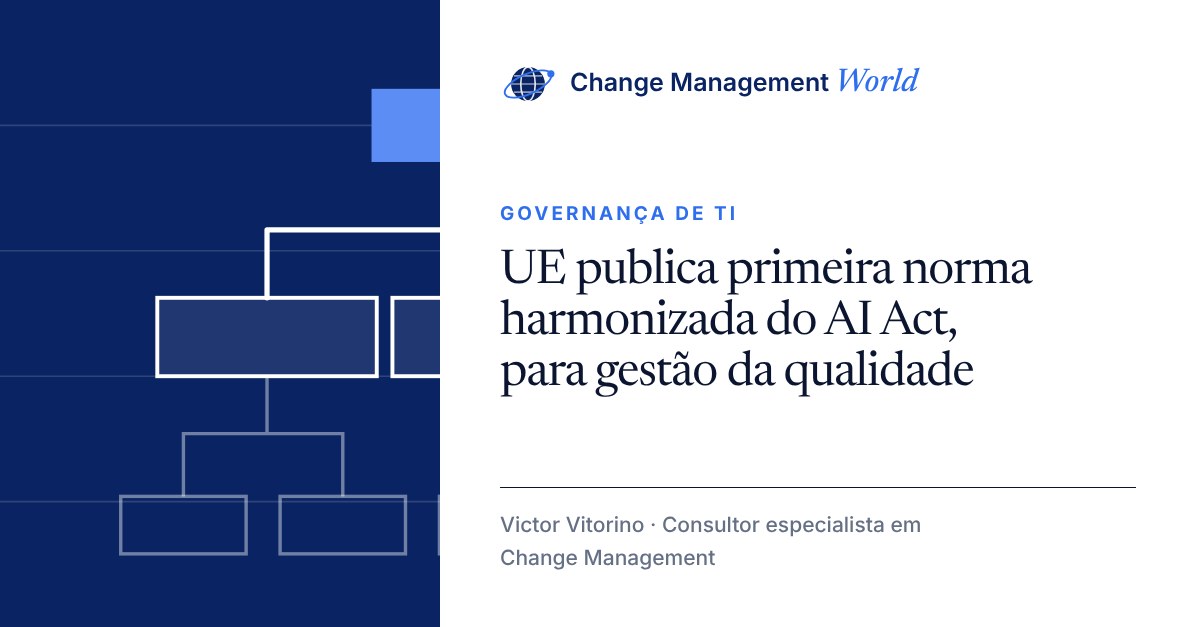 Change Management World
GOVERNANÇA DE TI
UE publica primeira norma
harmonizada do AI Act,
para gestão da qualidade
Victor Vitorino · Consultor especialista em
Change Management